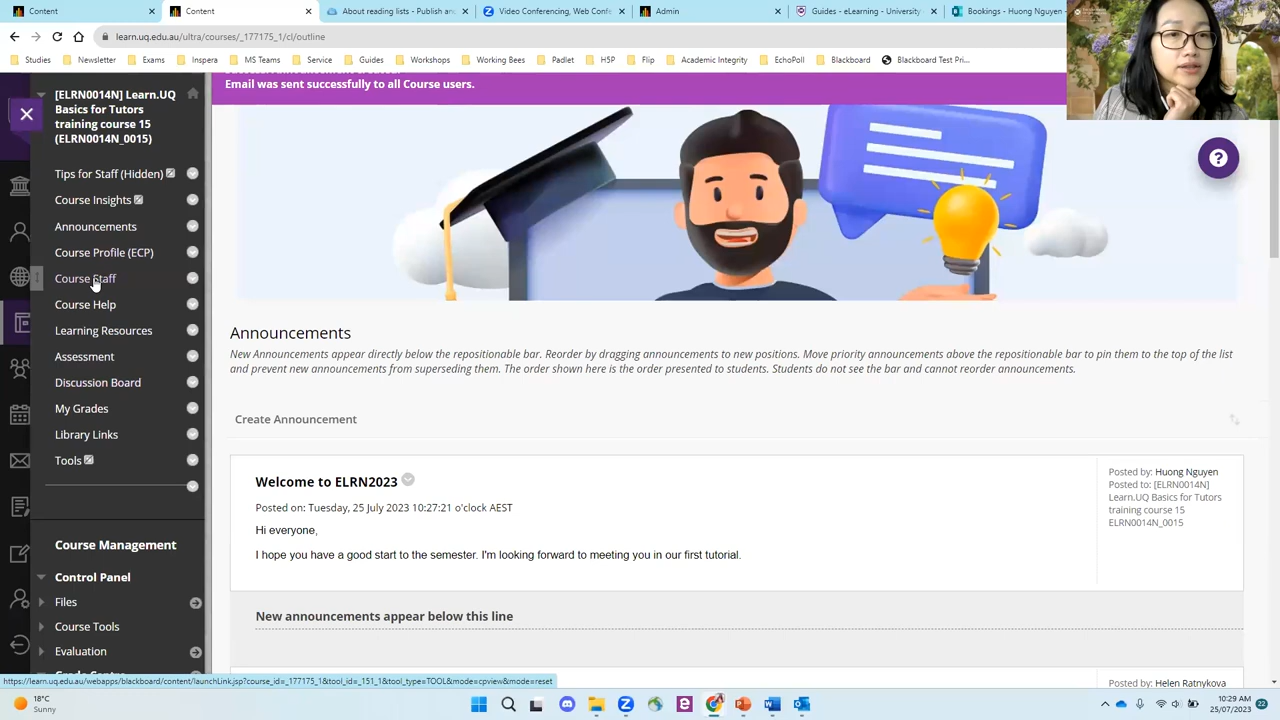 Content
Content
About reading lists - Publish an
Video Conferencing, Web Conf
Admin
Guides - eLearning - University
Bookings - Huong Nguyen
learn.uq.edu.au/ultra/courses/_177175_1/cl/outline
Studies
Newsletter
Exams
Inspera
MS Teams
Service
Guides
Workshops
Working Bees
Padlet
H5P
Flip
Academic Integrity
EchoPoll
Blackboard
Blackboard Test Pri...
Email was sent successfully to all Course users.
[ELRN0014N] Learn.UQ
Basics for Tutors
training course 15
(ELRN0014N_0015)
Tips for Staff (Hidden)
Course Insights
Announcements
Course Profile (ECP)
Course Staff
Course Help
Learning Resources
Assessment
Discussion Board
My Grades
Library Links
Tools
Course Management
Control Panel
Files
Course Tools
Evaluation
Announcements
New Announcements appear directly below the repositionable bar. Reorder by dragging announcements to new positions. Move priority announcements above the repositionable bar to pin them to the top of the list
and prevent new announcements from superseding them. The order shown here is the order presented to students. Students do not see the bar and cannot reorder announcements.
Create Announcement
Welcome to ELRN2023
Posted on: Tuesday, 25 July 2023 10:27:21 o'clock AEST
Hi everyone,
I hope you have a good start to the semester. I'm looking forward to meeting you in our first tutorial.
Posted by: Huong Nguyen
Posted to: [ELRN0014N]
Learn.UQ Basics for Tutors
training course 15
ELRN0014N_0015
New announcements appear below this line
Posted by: Helen Ratnykova
https://learn.uq.edu.au/webapps/blackboard/content/launchLink.jsp?course_id=_177175_1&tool_id=_151_1&tool_type=TOOL&mode=cpview&mode=reset
18°C
Sunny
10:29 AM
25/07/2023
22